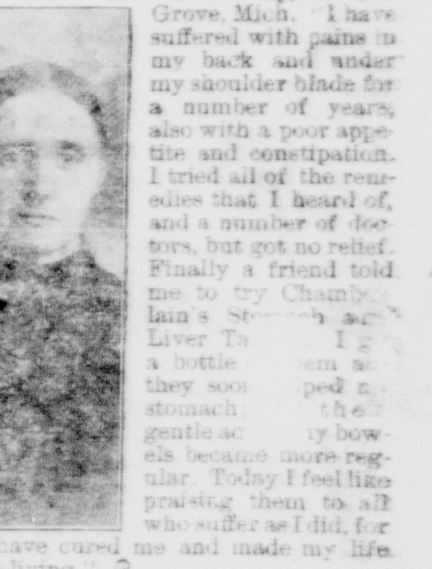 Grove, Mich. "I have
suffered with pains in
my back and under
my shoulder blade for
a number of years,
also with a poor appe-
tite and constipation.
I tried all of the rem-
edies that I heard of,
and a number of doc-
tors, but got no relief.
Finally a friend told
me to try Chamber
lain's
Liver I
a bottle
they
stomach the
gentle bow-
els became more reg-
ular. Today I feel like
praising them to all
who suffer as I did, for
have cured me and made my life